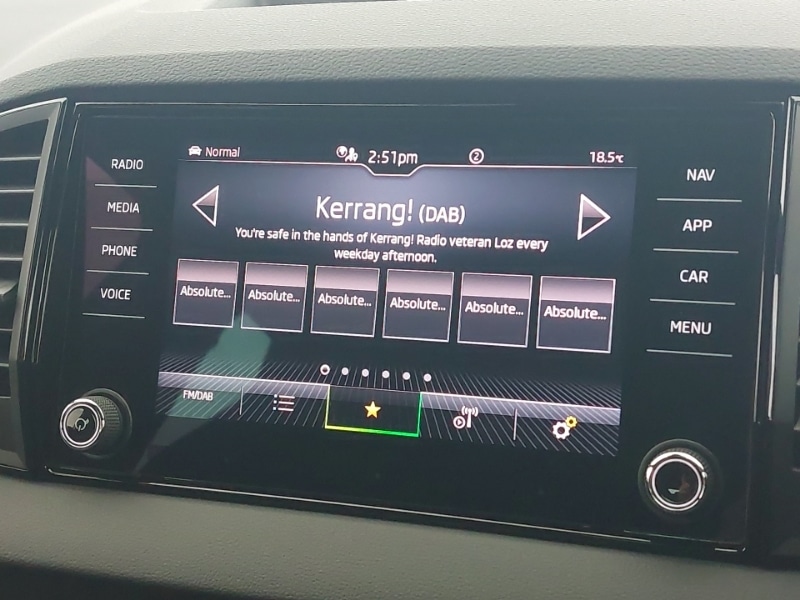 Normal 2:51pm 2 18.5°C
RADIO
MEDIA
PHONE
VOICE
Kerrang! (DAB)
You're safe in the hands of Kerrang! Radio veteran Loz every
weekday afternoon.
Absolute... Absolute... Absolute... Absolute... Absolute... Absolute...
FM/DAB
NAV
APP
CAR
MENU